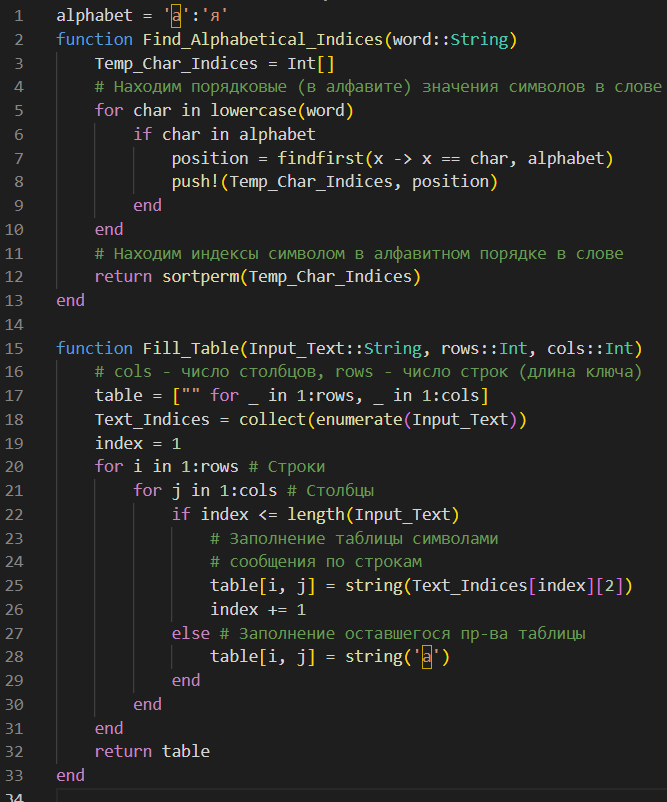 1 alphabet = 'а':'я'
2 function Find_Alphabetical_Indices(word::String)
3     Temp_Char_Indices = Int[]
4     # Находим порядковые (в алфавите) значения символов в слове
5     for char in lowercase(word)
6         if char in alphabet
7             position = findfirst(x -> x == char, alphabet)
8             push!(Temp_Char_Indices, position)
9         end
10     end
11     # Находим индексы символом в алфавитном порядке в слове
12     return sortperm(Temp_Char_Indices)
13 end
14
15 function Fill_Table(Input_Text::String, rows::Int, cols::Int)
16     # cols - число столбцов, rows - число строк (длина ключа)
17     table = ["" for _ in 1:rows, _ in 1:cols]
18     Text_Indices = collect(enumerate(Input_Text))
19     index = 1
20     for i in 1:rows # Строки
21         for j in 1:cols # Столбцы
22             if index <= length(Input_Text)
23                 # Заполнение таблицы символами
24                 # сообщения по строкам
25                 table[i, j] = string(Text_Indices[index][2])
26                 index += 1
27             else # Заполнение оставшегося пр-ва таблицы
28                 table[i, j] = string('а')
29             end
30         end
31     end
32     return table
33 end
34